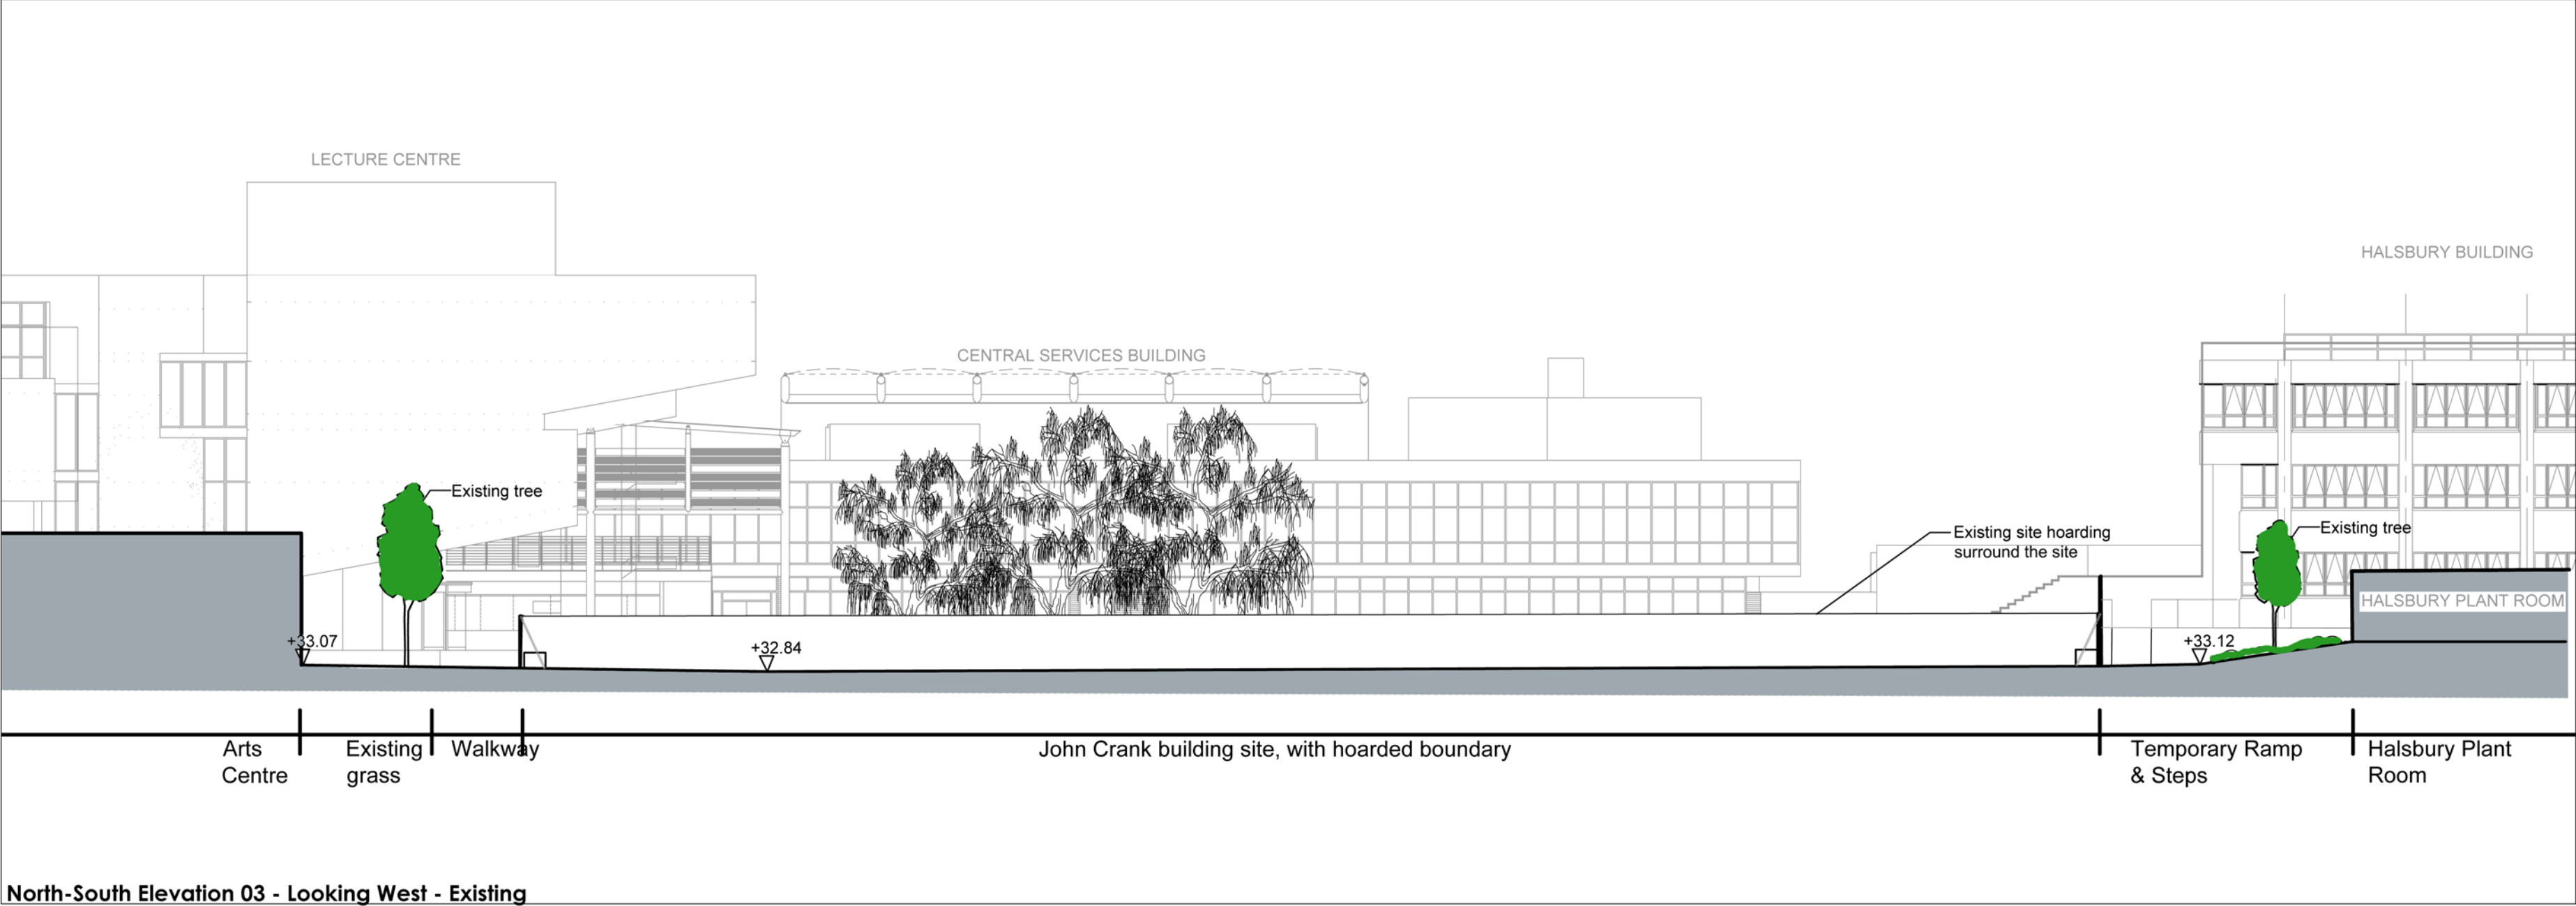 LECTURE CENTRE
HALSBURY BUILDING
CENTRAL SERVICES BUILDING
Existing tree
Existing site hoarding
surround the site
Existing tree
HALSBURY PLANT ROOM
+33.07
+32.84
+33.12
Arts
Centre
Existing
grass
Walkway
John Crank building site, with hoarded boundary
Temporary Ramp
& Steps
Halsbury Plant
Room
North-South Elevation 03 - Looking West - Existing